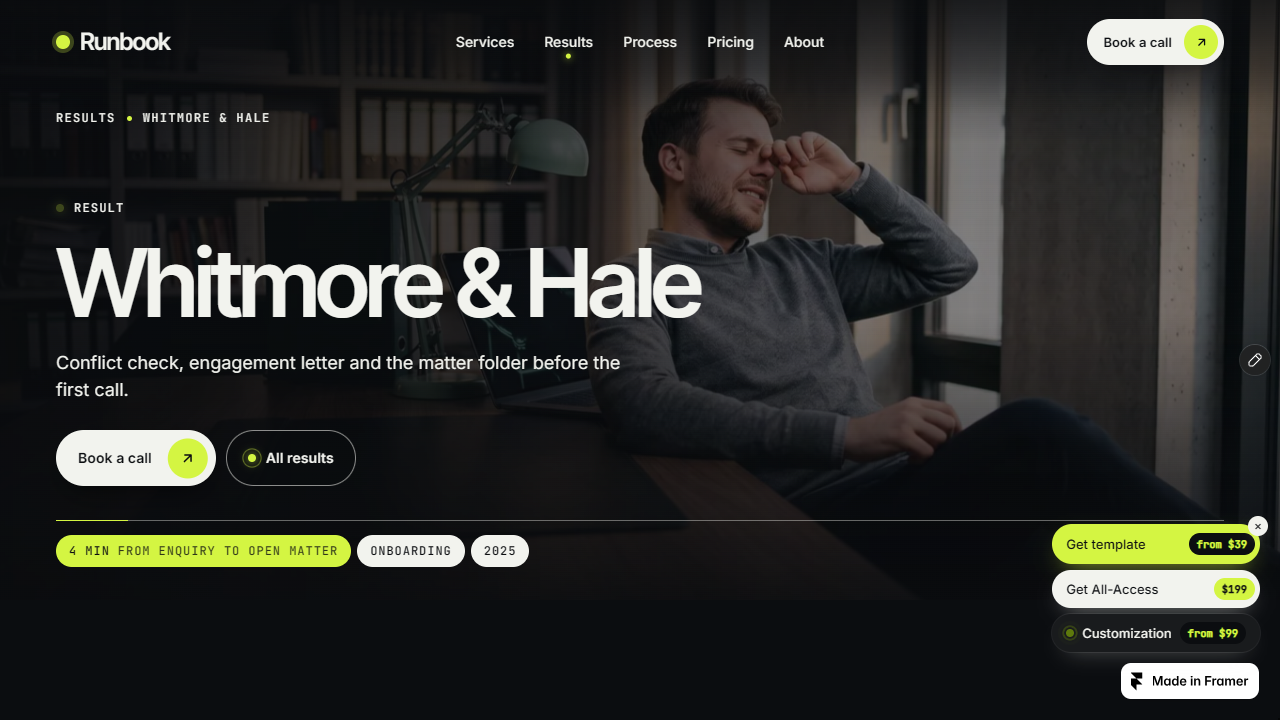 Runbook
Services
Results
Process
Pricing
About
Book a call
RESULTS • WHITMORE & HALE
RESULT
Whitmore & Hale
Conflict check, engagement letter and the matter folder before the
first call.
Book a call
All results
4 MIN FROM ENQUIRY TO OPEN MATTER
ONBOARDING
2025
Get template
from $39
Get All-Access
$199
Customization
from $99
Made in Framer